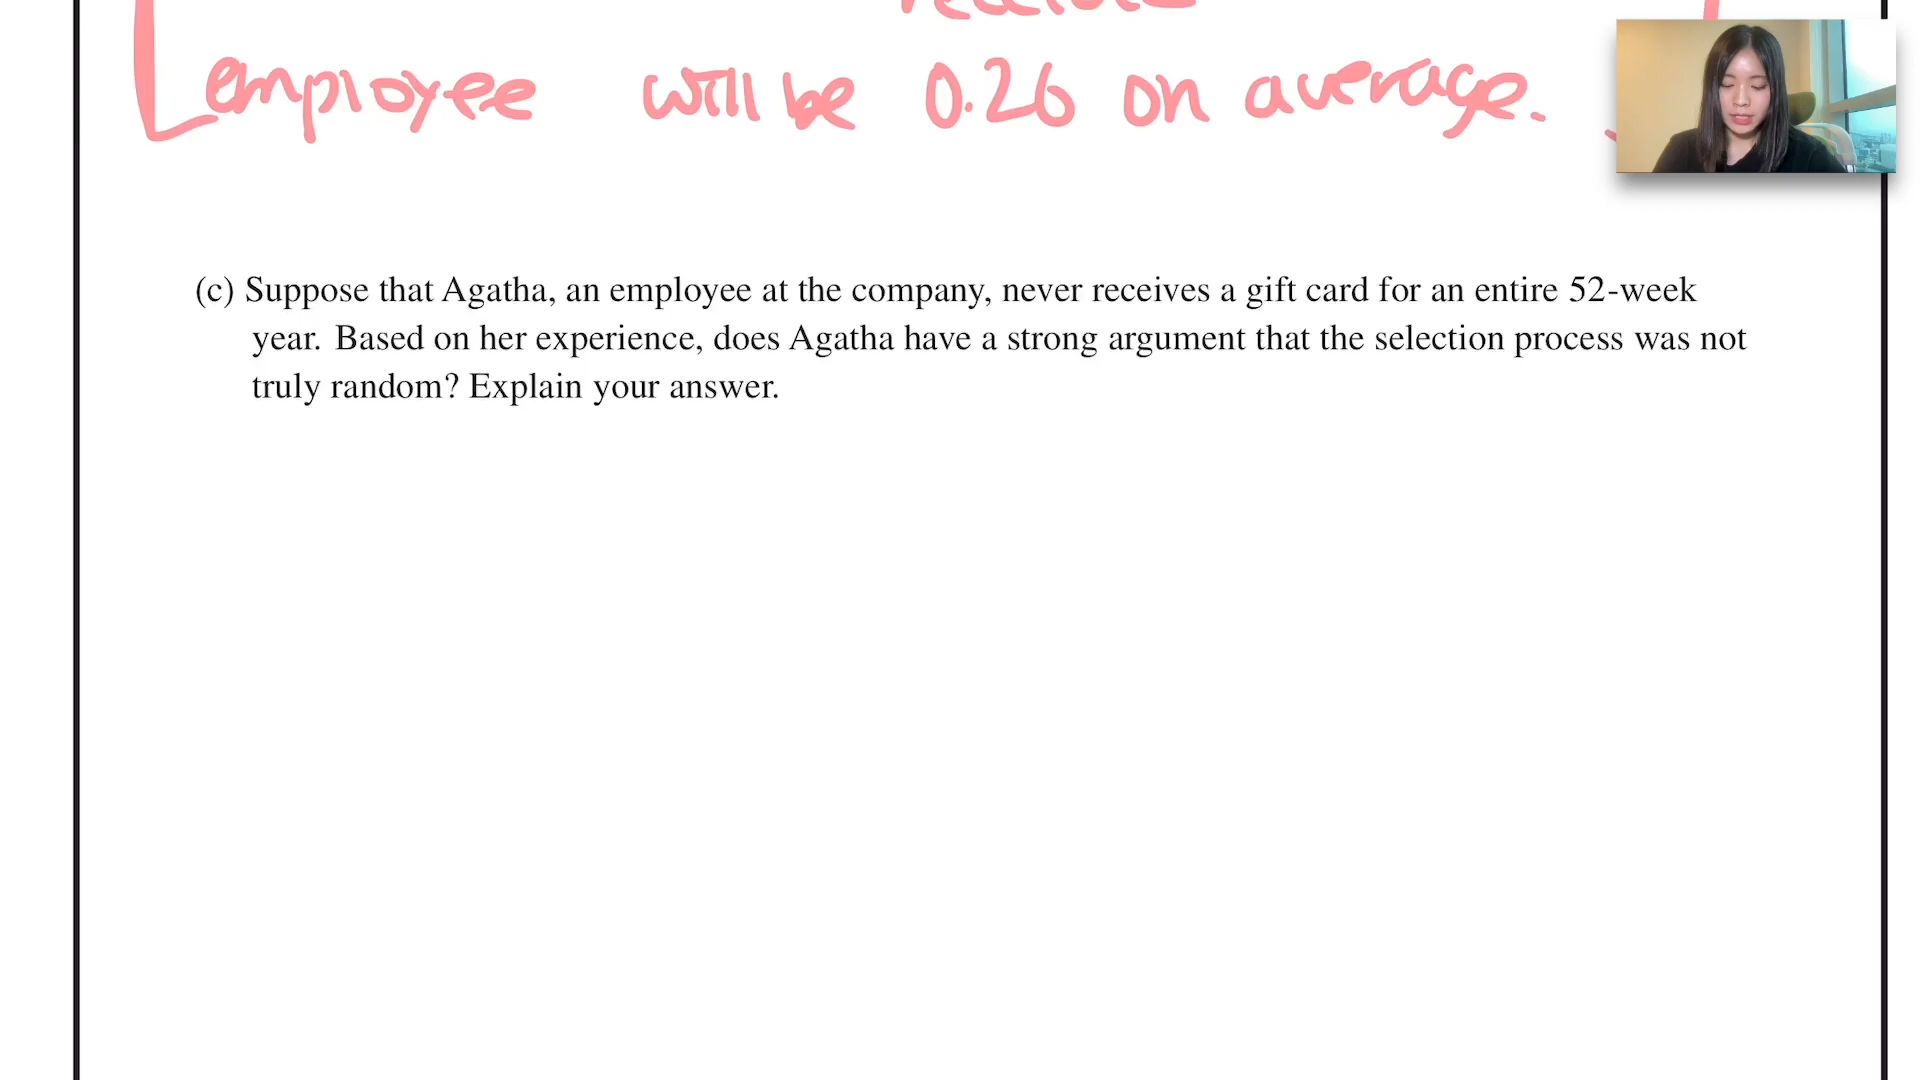 employee will be 0.26 on average.
(c) Suppose that Agatha, an employee at the company, never receives a gift card for an entire 52-week
year. Based on her experience, does Agatha have a strong argument that the selection process was not
truly random? Explain your answer.